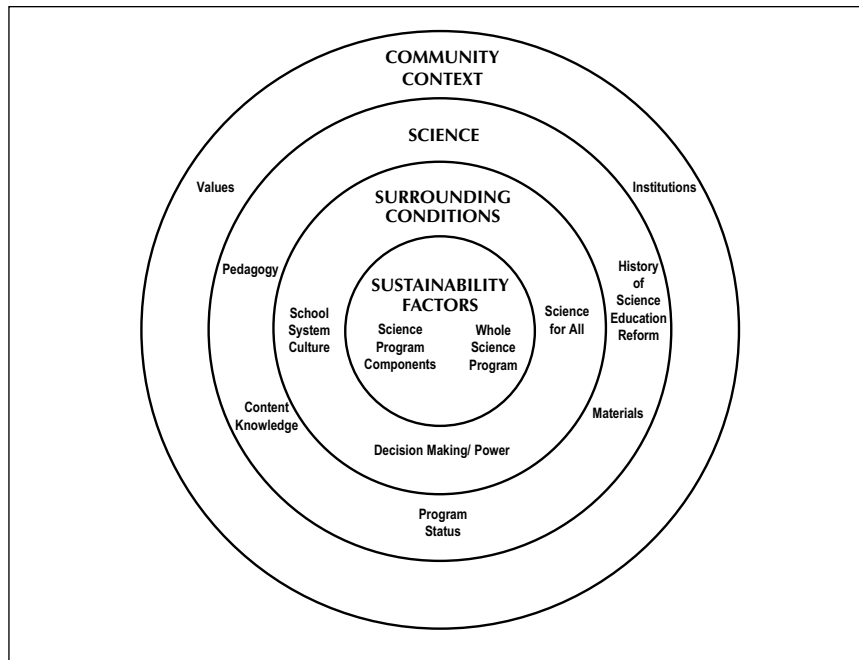 COMMUNITY
CONTEXT
SCIENCE
Values
Institutions
SURROUNDING
CONDITIONS
Pedagogy
History
of
Science
Education
Reform
SUSTAINABILITY
FACTORS
School
System
Culture
Science
Program
Components
Whole
Science
Program
Science
for All
Content
Knowledge
Materials
Decision Making/ Power
Program
Status